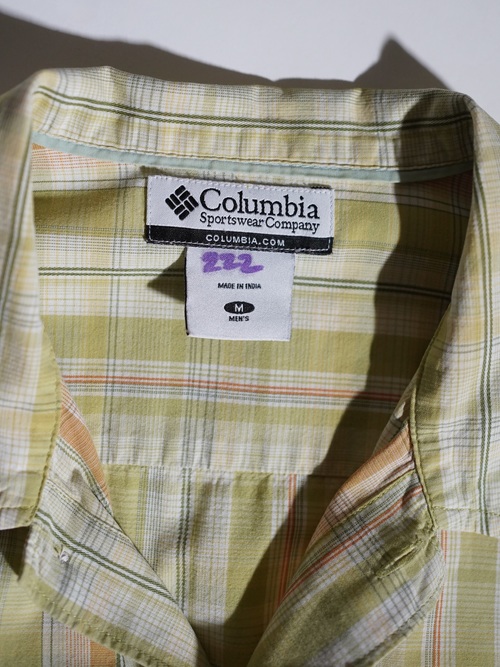 Columbia
Sportswear Company
COLUMBIA.COM
222
MADE IN INDIA
M
MEN'S